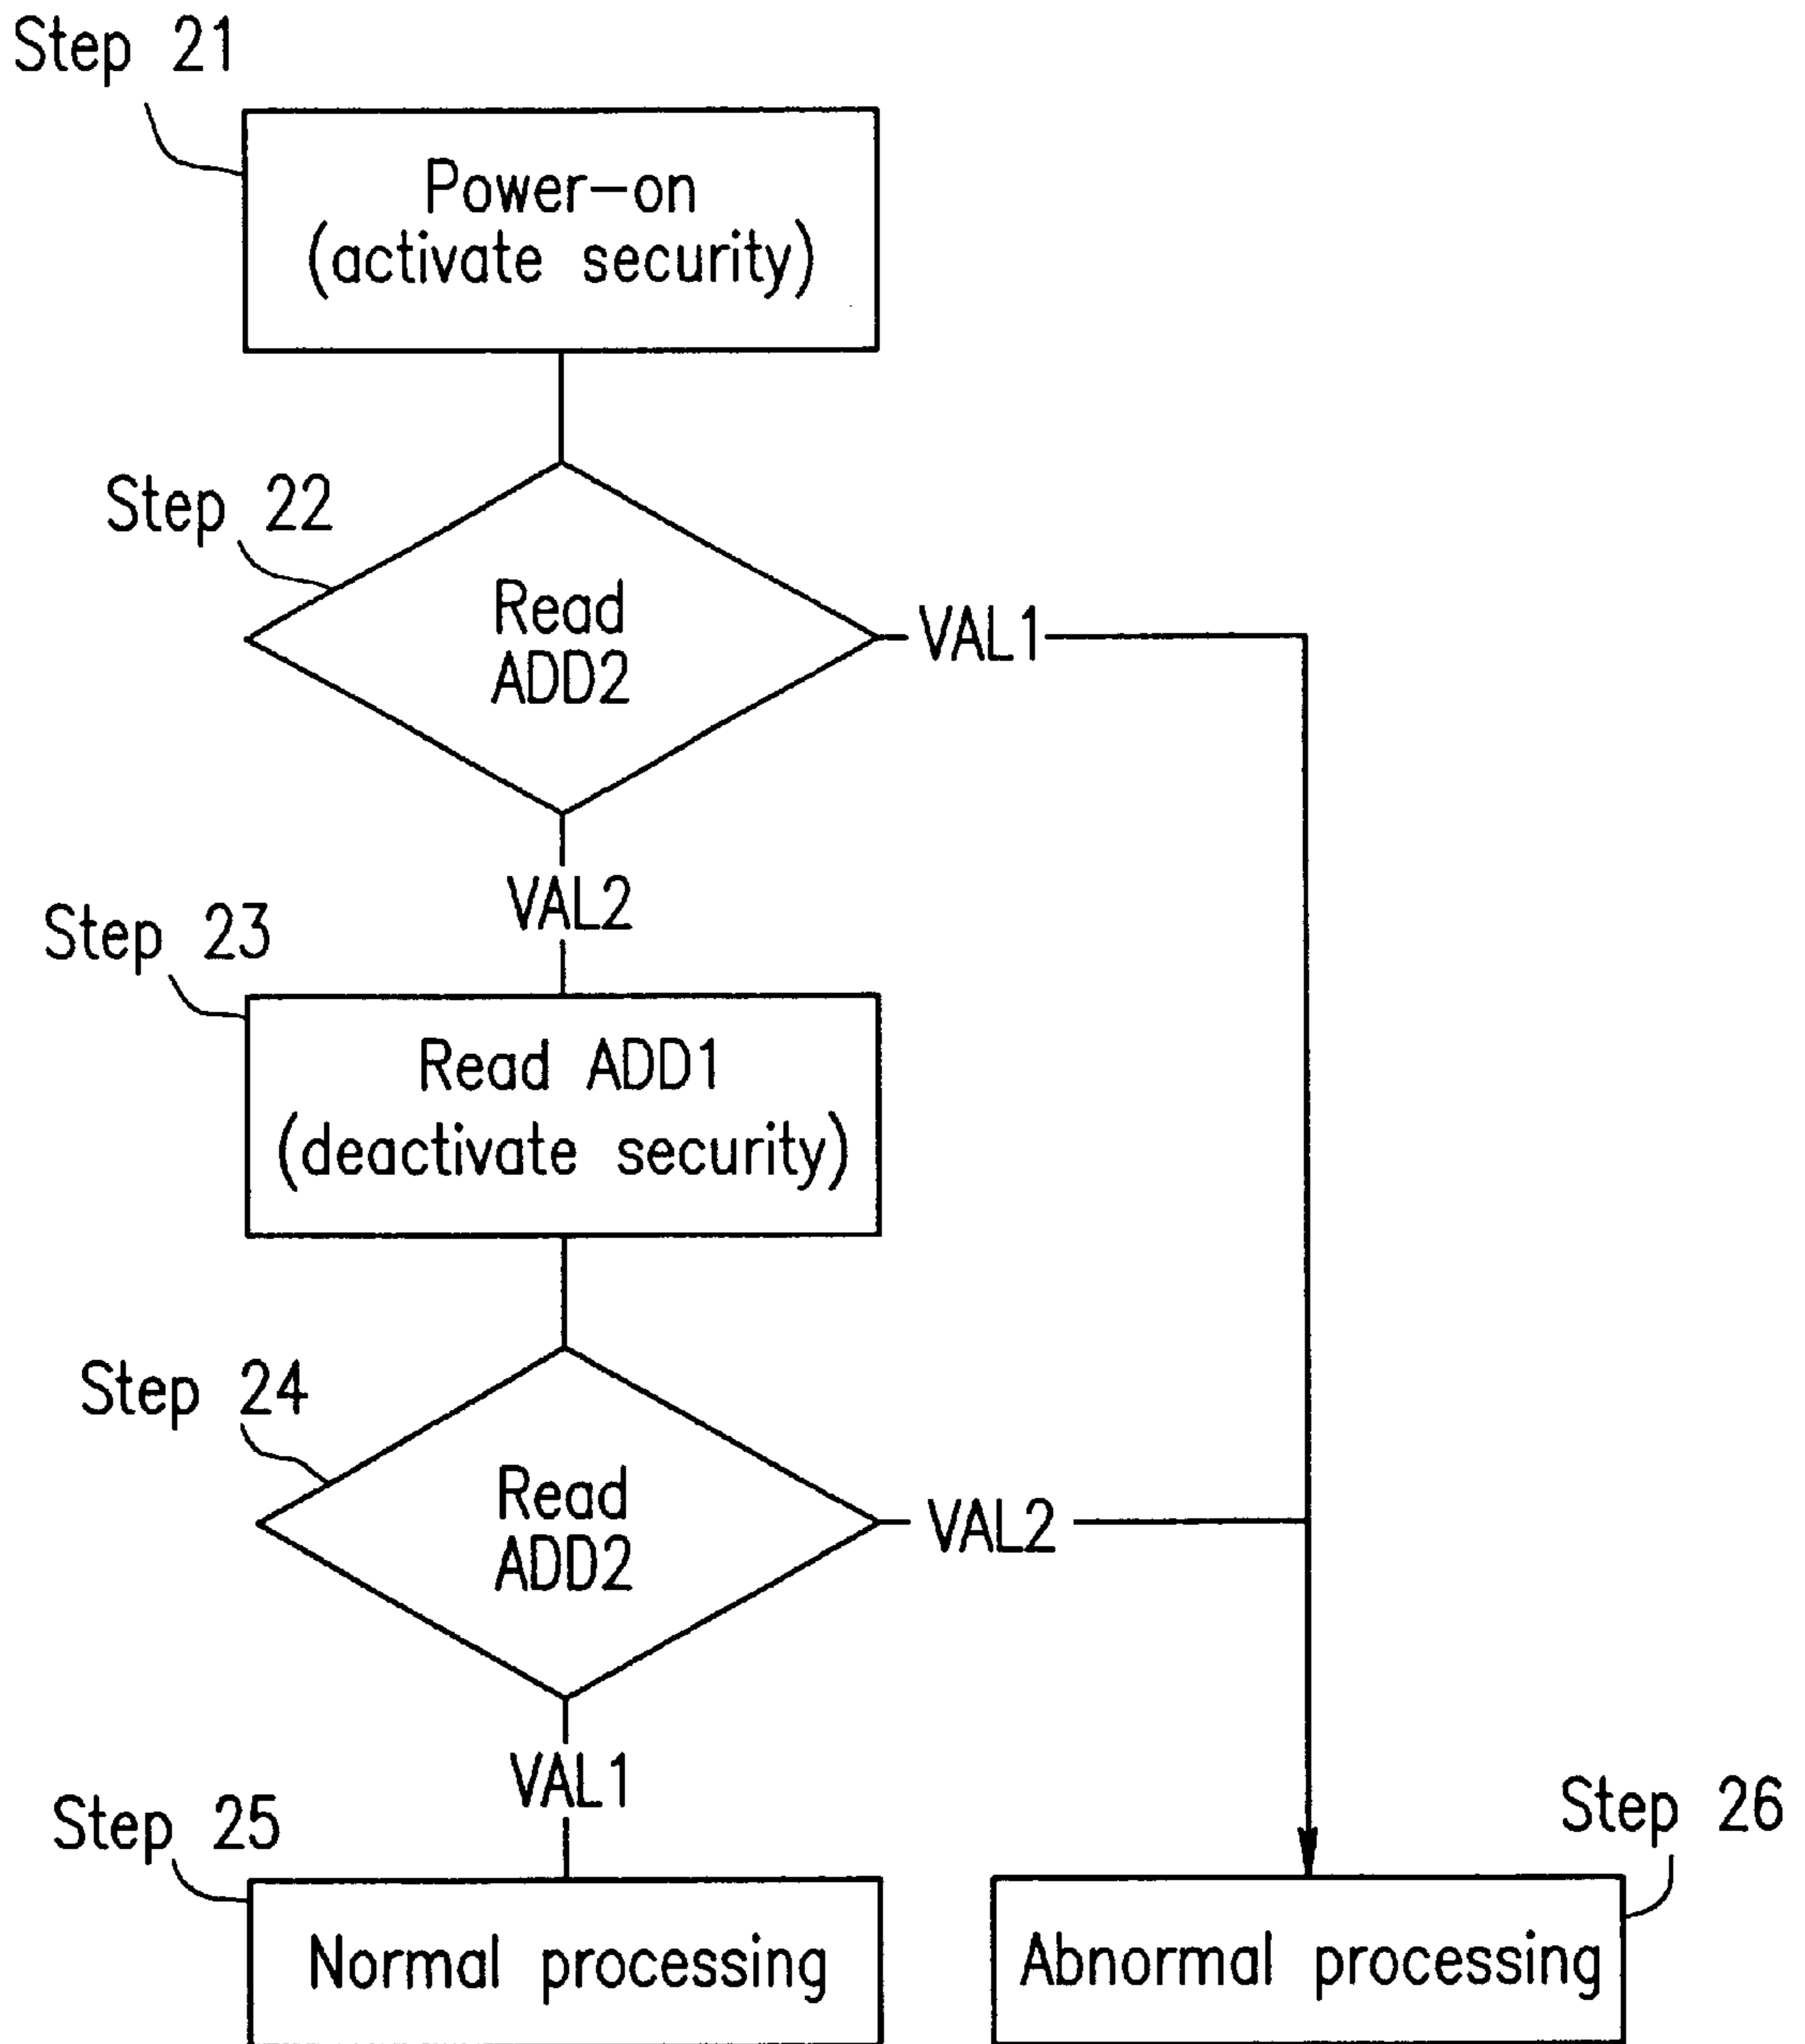 Step 21
Power-on
(activate security)
Step 22
Read
ADD2
VAL1
VAL2
Step 23
Read ADD1
(deactivate security)
Step 24
Read
ADD2
VAL2
VAL1
Step 25
Step 26
Normal processing
Abnormal processing